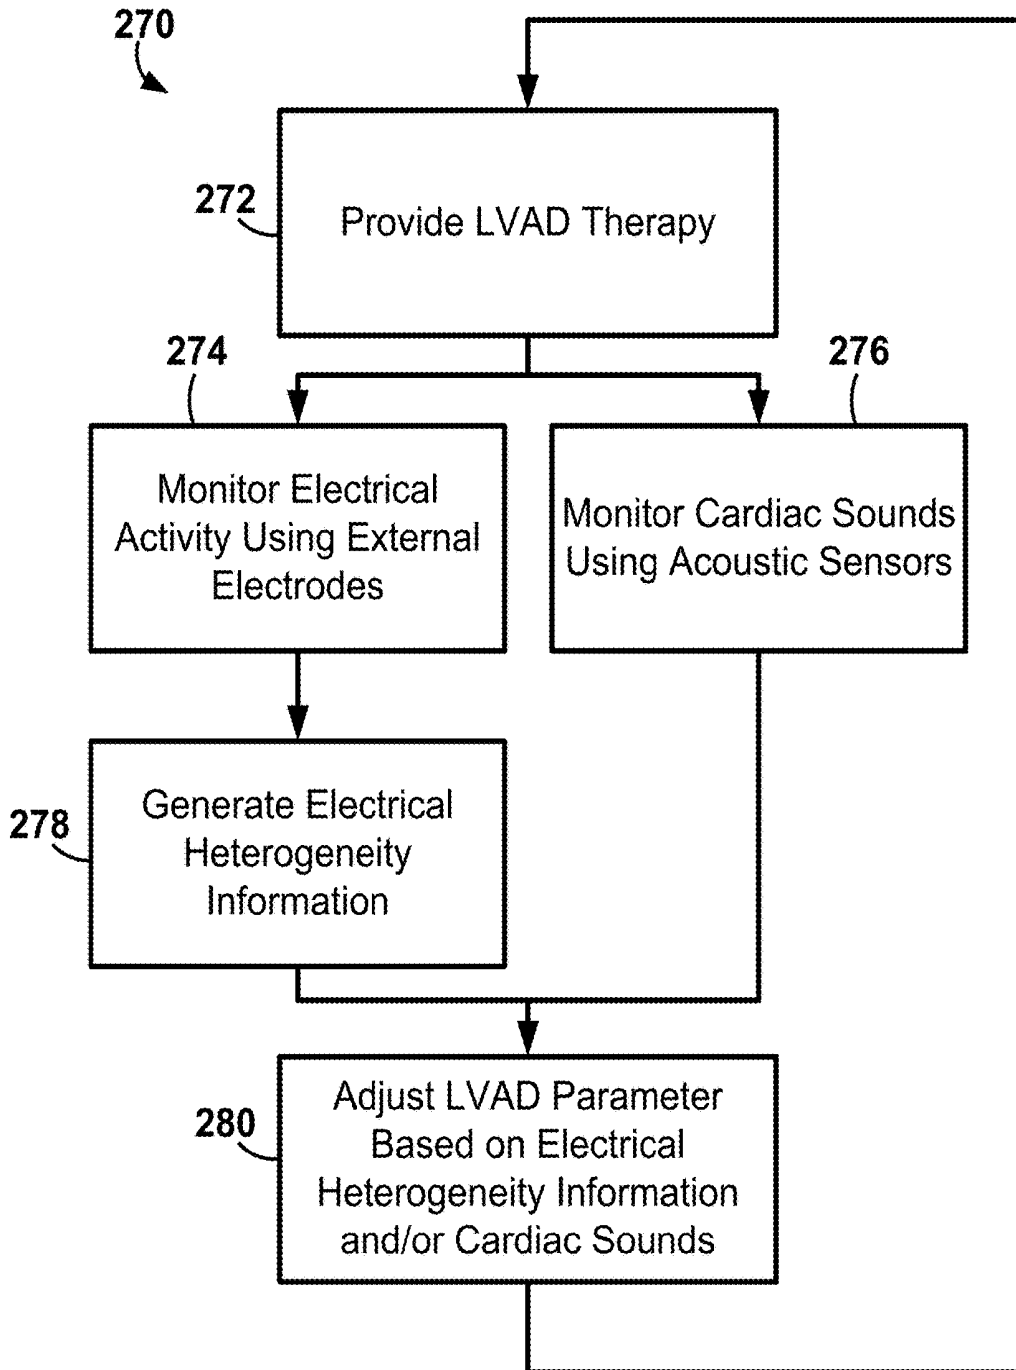 270
272
Provide LVAD Therapy
274
276
Monitor Electrical
Activity Using External
Electrodes
Monitor Cardiac Sounds
Using Acoustic Sensors
278
Generate Electrical
Heterogeneity
Information
280
Adjust LVAD Parameter
Based on Electrical
Heterogeneity Information
and/or Cardiac Sounds